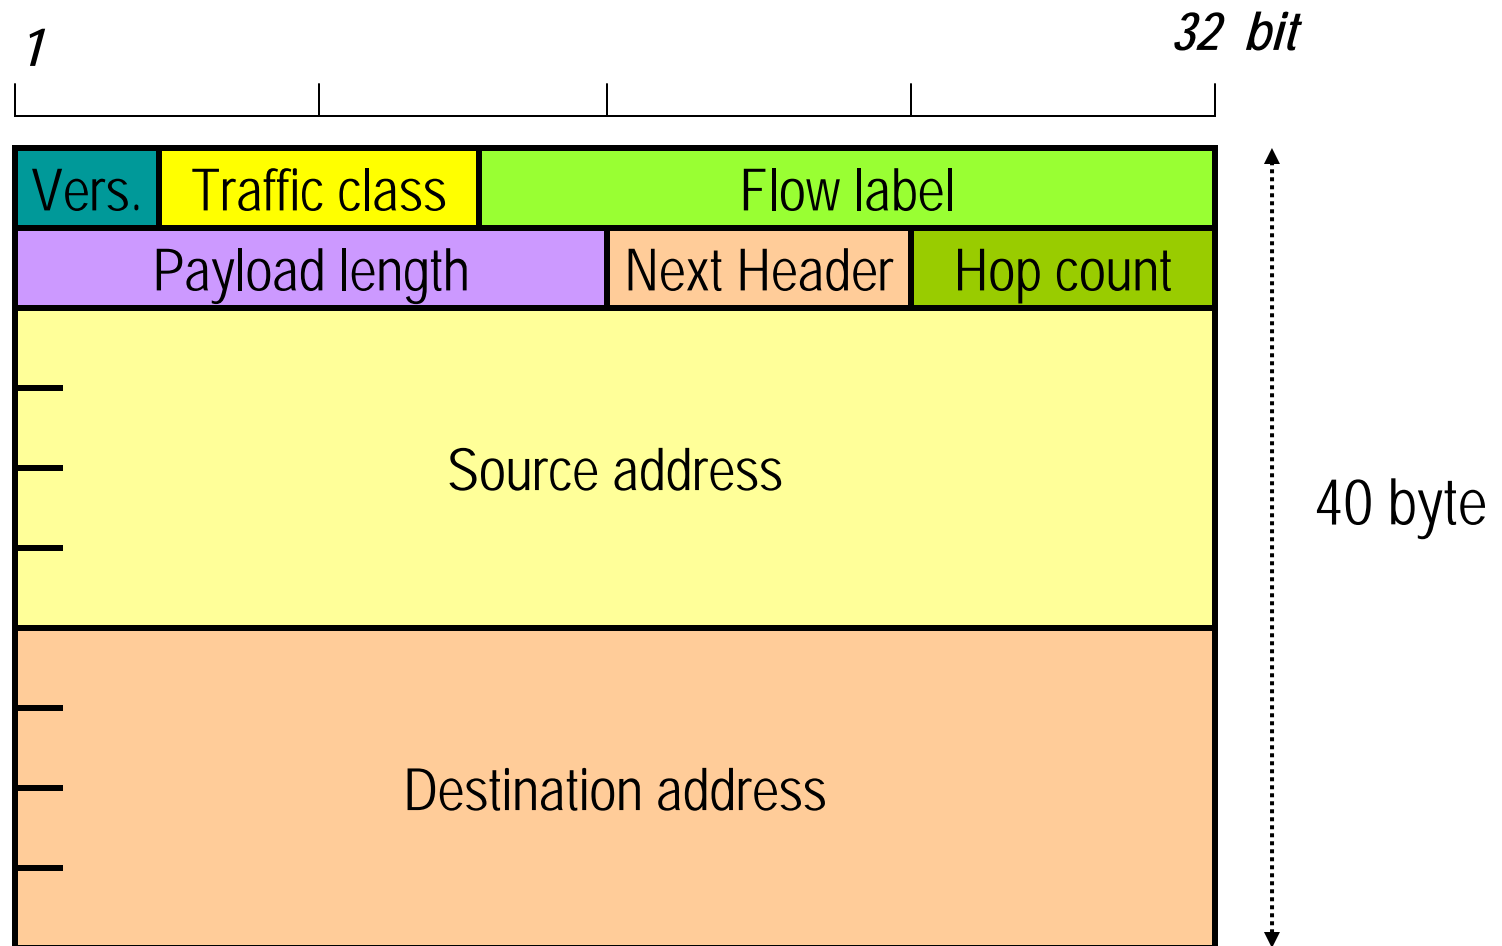 1
32 bit
Vers. Traffic class Flow label
Payload length Next Header Hop count
Source address
40 byte
Destination address